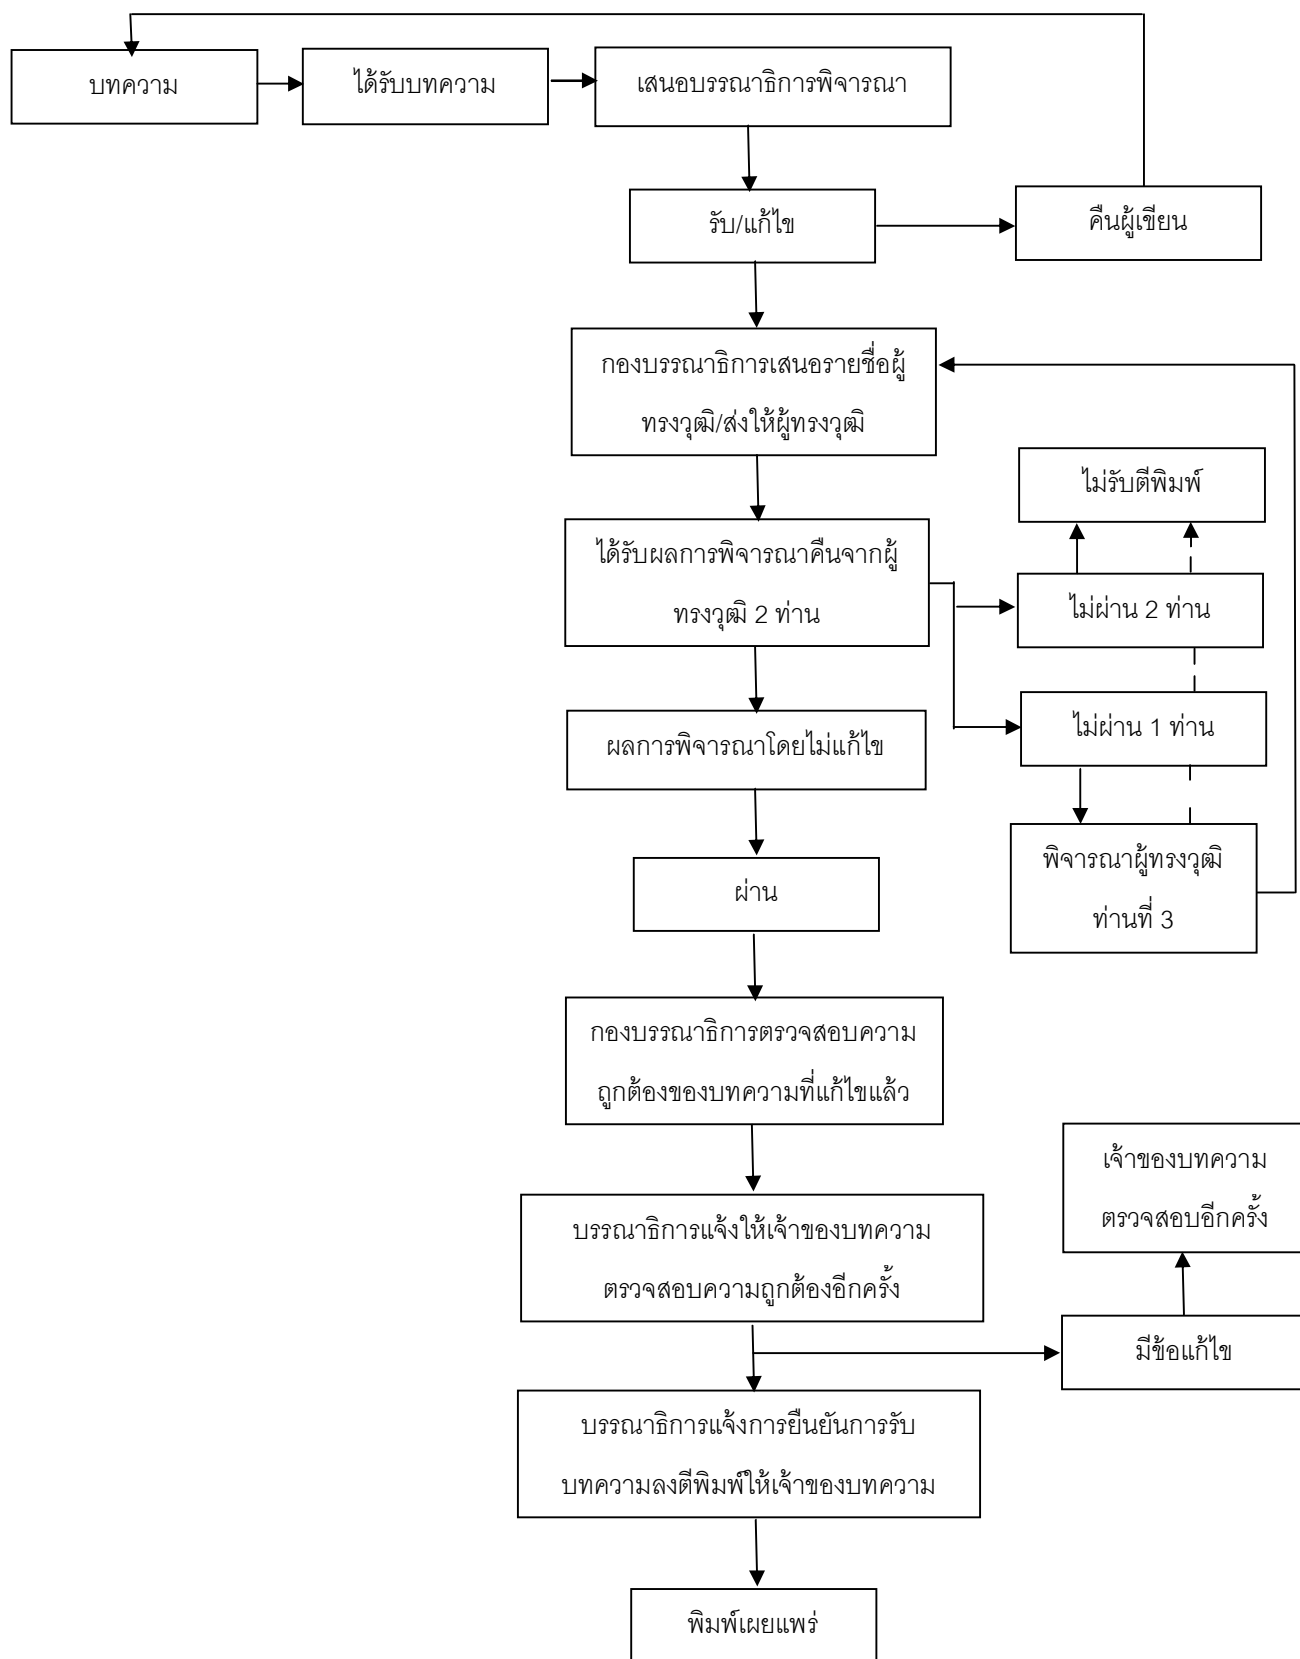 บทความ
ได้รับบทความ
เสนอบรรณาธิการพิจารณา
รับ/แก้ไข
คืนผู้เขียน
กองบรรณาธิการเสนอรายชื่อผู้
ทรงวุฒิ/ส่งให้ผู้ทรงวุฒิ
ไม่รับตีพิมพ์
ได้รับผลการพิจารณาคืนจากผู้
ทรงวุฒิ 2 ท่าน
ไม่ผ่าน 2 ท่าน
ไม่ผ่าน 1 ท่าน
ผลการพิจารณาโดยไม่แก้ไข
พิจารณาผู้ทรงวุฒิ
ท่านที่ 3
ผ่าน
กองบรรณาธิการตรวจสอบความ
ถูกต้องของบทความที่แก้ไขแล้ว
เจ้าของบทความ
ตรวจสอบอีกครั้ง
บรรณาธิการแจ้งให้เจ้าของบทความ
ตรวจสอบความถูกต้องอีกครั้ง
มีข้อแก้ไข
บรรณาธิการแจ้งการยืนยันการรับ
บทความลงตีพิมพ์ให้เจ้าของบทความ
พิมพ์เผยแพร่